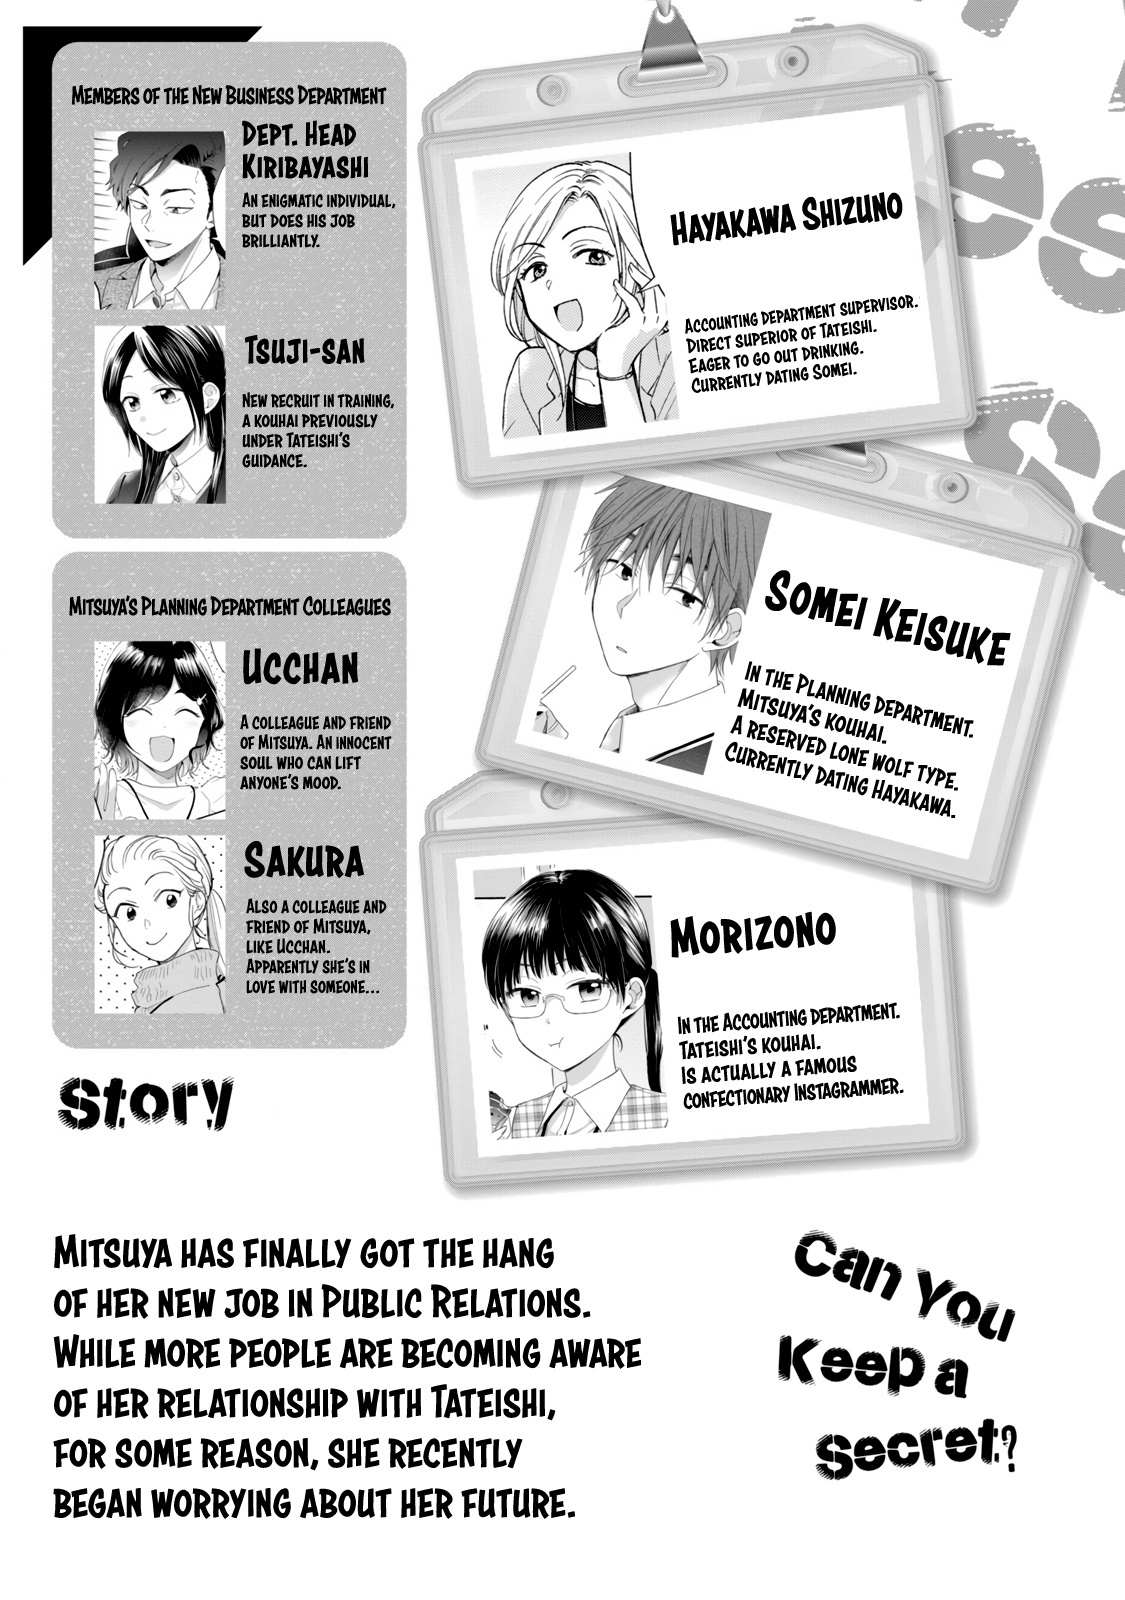 Members of the New Business Department
Dept. Head
Kiribayashi
An enigmatic individual,
but does his job
brilliantly.
Tsuji-san
New recruit in training,
a kouhai previously
under Tateishi's
guidance.
Mitsuya's Planning Department Colleagues
Ucchan
A colleague and friend
of Mitsuya. An innocent
soul who can lift
anyone's mood.
Sakura
Also a colleague and
friend of Mitsuya,
like Ucchan.
Apparently she's in
love with someone...
Hayakawa Shizuno
Accounting department supervisor.
Direct superior of Tateishi.
Eager to go out drinking.
Currently dating Somei.
Somei Keisuke
In the Planning department.
Mitsuya's kouhai.
A reserved lone wolf type.
Currently dating Hayakawa.
Morizono
In the Accounting department.
Tateishi's kouhai.
Is actually a famous
confectionary Instagrammer.
Story
Mitsuya has finally got the hang
of her new job in Public Relations.
While more people are becoming aware
of her relationship with Tateishi,
for some reason, she recently
began worrying about her future.
Can You
Keep a
Secret?